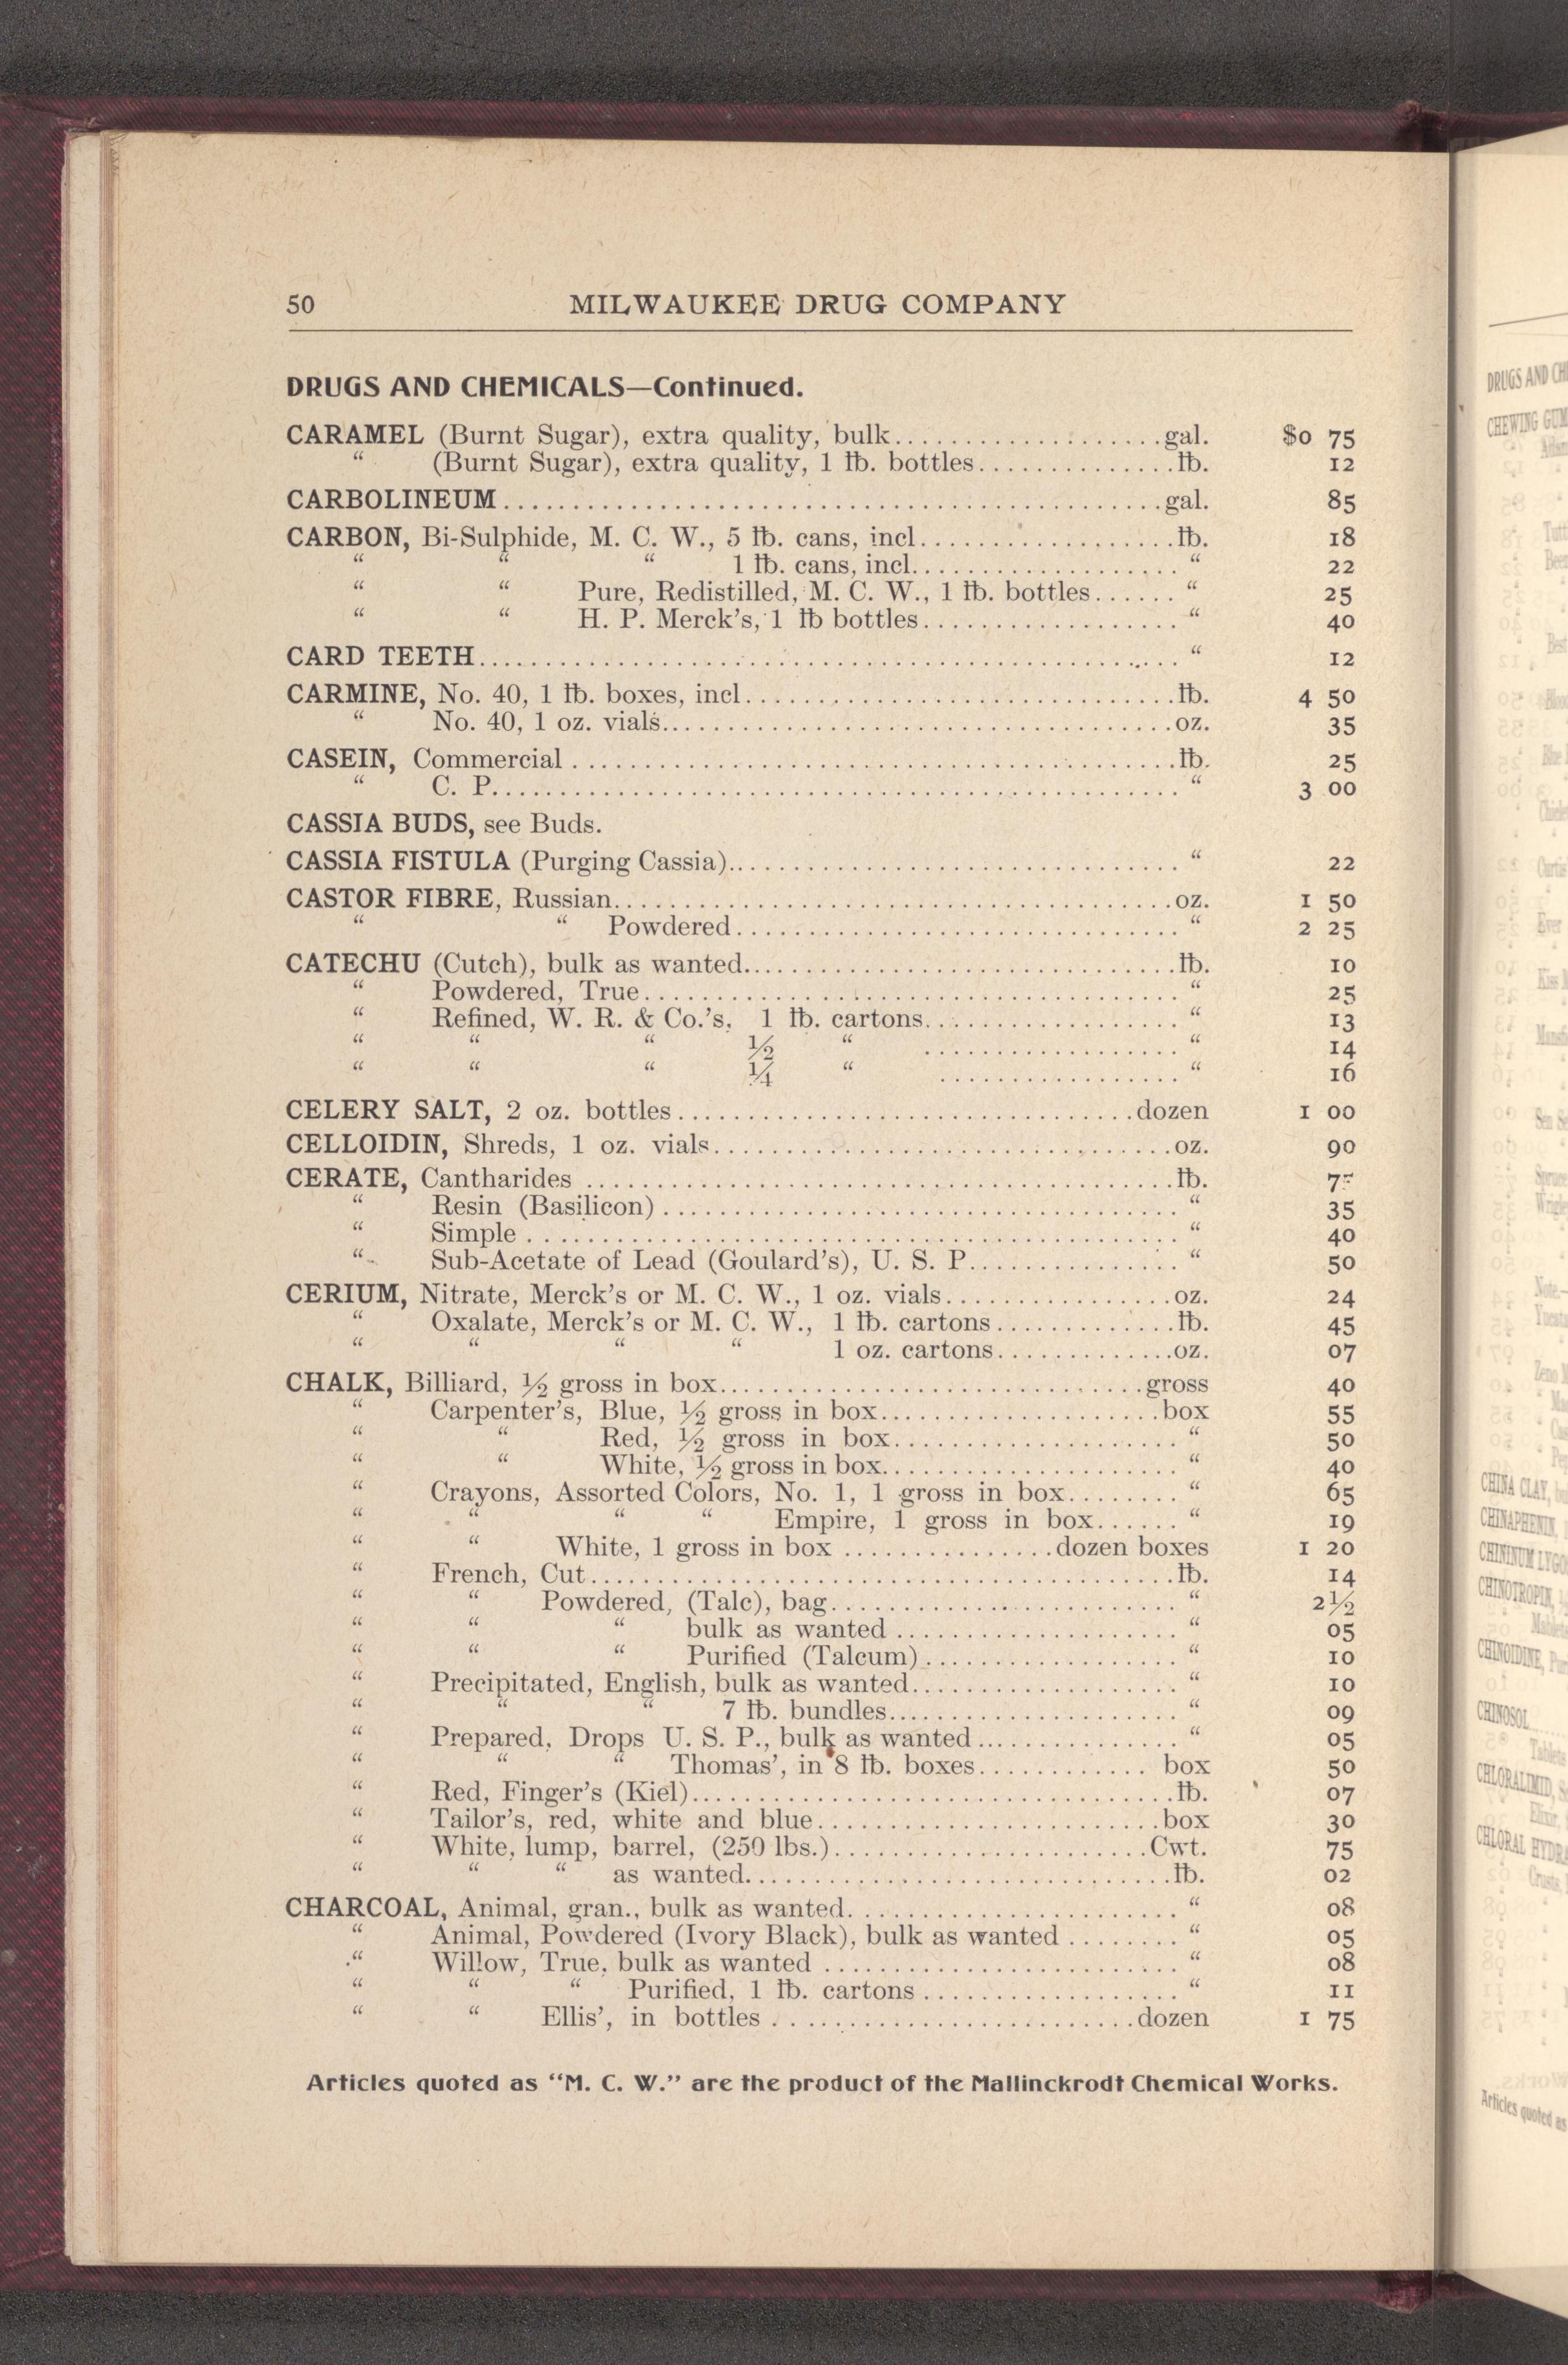 50 MILWAUKEE DRUG COMPANY
DRUGS AND CHEMICALS—Continued.
CARAMEL (Burnt Sugar), extra quality, bulk....................gal. $0 75
“ (Burnt Sugar), extra quality, 1 ℔. bottles...............℔. 12
CARBOLINEUM................................................gal. 85
CARBON, Bi-Sulphide, M. C. W., 5 ℔. cans, incl..................℔. 18
“ “ “ 1 ℔. cans, incl................... “ 22
“ “ Pure, Redistilled, M. C. W., 1 ℔. bottles...... “ 25
“ “ H. P. Merck’s, 1 ℔ bottles.................. “ 40
CARD TEETH.................................................. “ 12
CARMINE, No. 40, 1 ℔. boxes, incl..............................℔. 4 50
“ No. 40, 1 oz. vials....................................oz. 35
CASEIN, Commercial ..........................................℔. 25
“ C. P................................................. “ 3 00
CASSIA BUDS, see Buds.
CASSIA FISTULA (Purging Cassia)................................ “ 22
CASTOR FIBRE, Russian........................................oz. 1 50
“ “ Powdered............................... “ 2 25
CATECHU (Cutch), bulk as wanted...............................℔. 10
“ Powdered, True...................................... “ 25
“ Refined, W. R. & Co.’s, 1 ℔. cartons.................. “ 13
“ “ “ ½ “ .................. “ 14
“ “ “ ¼ “ ................. “ 16
CELERY SALT, 2 oz. bottles................................dozen 1 00
CELLOIDIN, Shreds, 1 oz. vials................................oz. 90
CERATE, Cantharides .........................................℔. 7
“ Resin (Basilicon).................................... “ 35
“ Simple .............................................. “ 40
“ Sub-Acetate of Lead (Goulard’s), U. S. P............... “ 50
CERIUM, Nitrate, Merck’s or M. C. W., 1 oz. vials................oz. 24
“ Oxalate, Merck’s or M. C. W., 1 ℔. cartons.............℔. 45
“ “ “ “ 1 oz. cartons.............oz. 07
CHALK, Billiard, ½ gross in box..............................gross 40
“ Carpenter’s, Blue, ½ gross in box....................box 55
“ “ Red, ½ gross in box.................... “ 50
“ “ White, ½ gross in box..................... “ 40
“ Crayons, Assorted Colors, No. 1, 1 gross in box........ “ 65
“ “ “ “ Empire, 1 gross in box...... “ 19
“ “ White, 1 gross in box ...............dozen boxes 1 20
“ French, Cut.........................................℔. 14
“ “ Powdered, (Talc), bag......................... “ 2½
“ “ “ bulk as wanted .................... “ 05
“ “ “ Purified (Talcum).................. “ 10
“ Precipitated, English, bulk as wanted................... “ 10
“ “ “ 7 ℔. bundles..................... “ 09
“ Prepared, Drops U. S. P., bulk as wanted............... “ 05
“ “ “ Thomas’, in 8 ℔. boxes............ box 50
“ Red, Finger’s (Kiel)..................................℔. 07
“ Tailor’s, red, white and blue........................box 30
“ White, lump, barrel, (250 lbs.)......................Cwt. 75
“ “ “ as wanted..............................℔. 02
CHARCOAL, Animal, gran., bulk as wanted........................ “ 08
“ Animal, Powdered (Ivory Black), bulk as wanted ........ “ 05
“ Willow, True, bulk as wanted ......................... “ 08
“ “ “ Purified, 1 ℔. cartons .................. “ 11
“ “ Ellis’, in bottles .........................dozen 1 75
Articles quoted as “M. C. W.” are the product of the Mallinckrodt Chemical Works.
DRUGS AND
CHEWING
CHINA CLAY,
CHINAPHENIN,
CHINOTROPIN,
CHINOIDINE,
CHINOSOL
CHLORALIMID,
CHLORAL
Articles quoted as